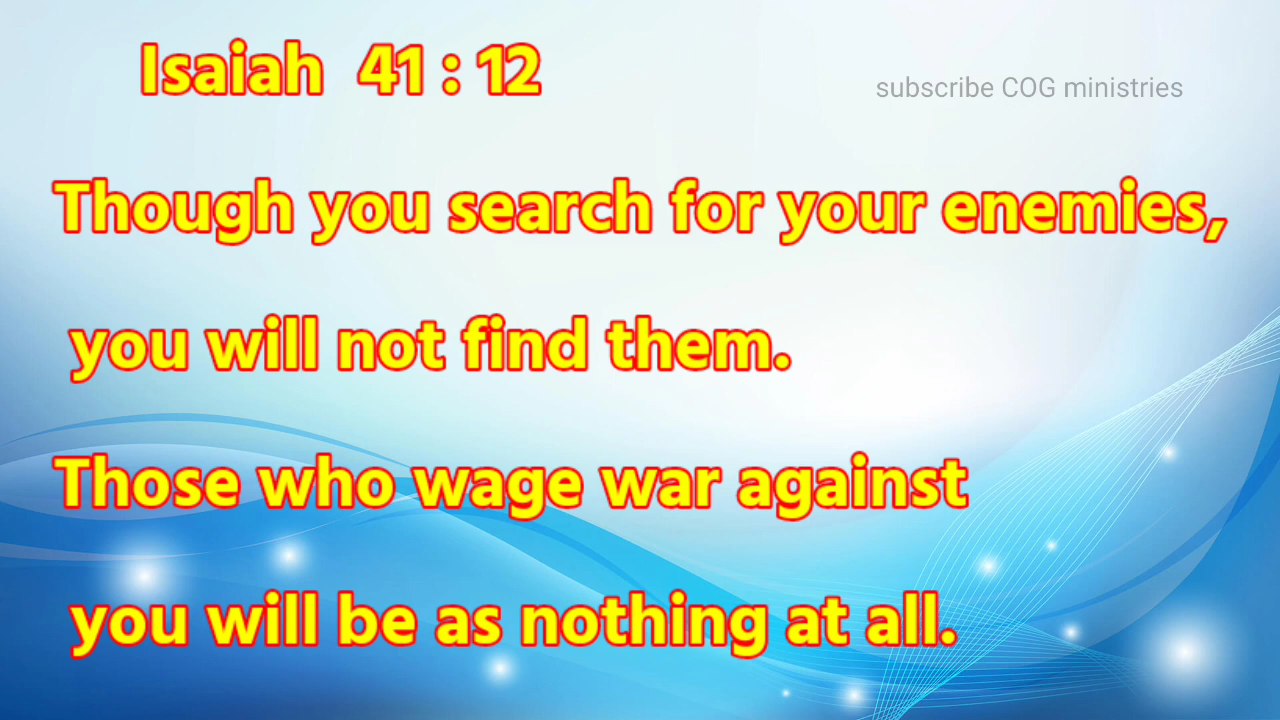 Isaiah 41 : 12
subscribe COG ministries
Though you search for your enemies,
you will not find them.
Those who wage war against
you will be as nothing at all.